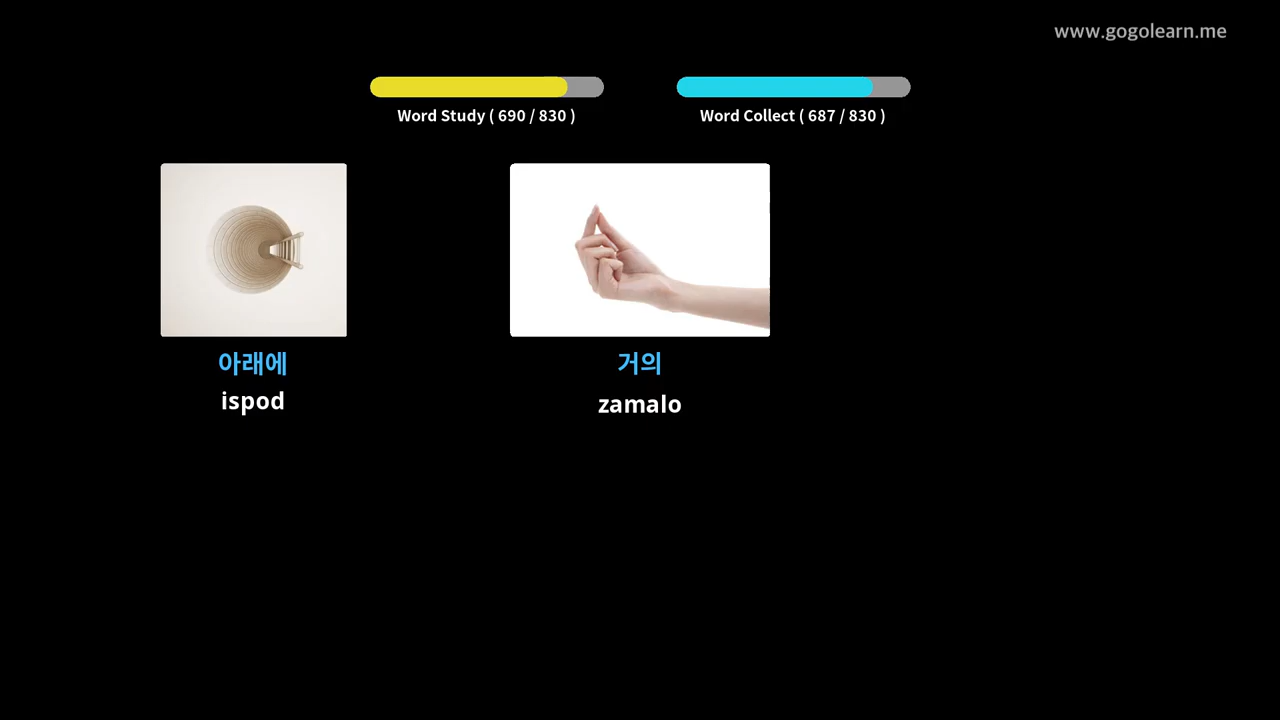 www.gogolearn.me
Word Study ( 690 / 830 )
Word Collect ( 687 / 830 )
아래에
ispod
거의
zamalo